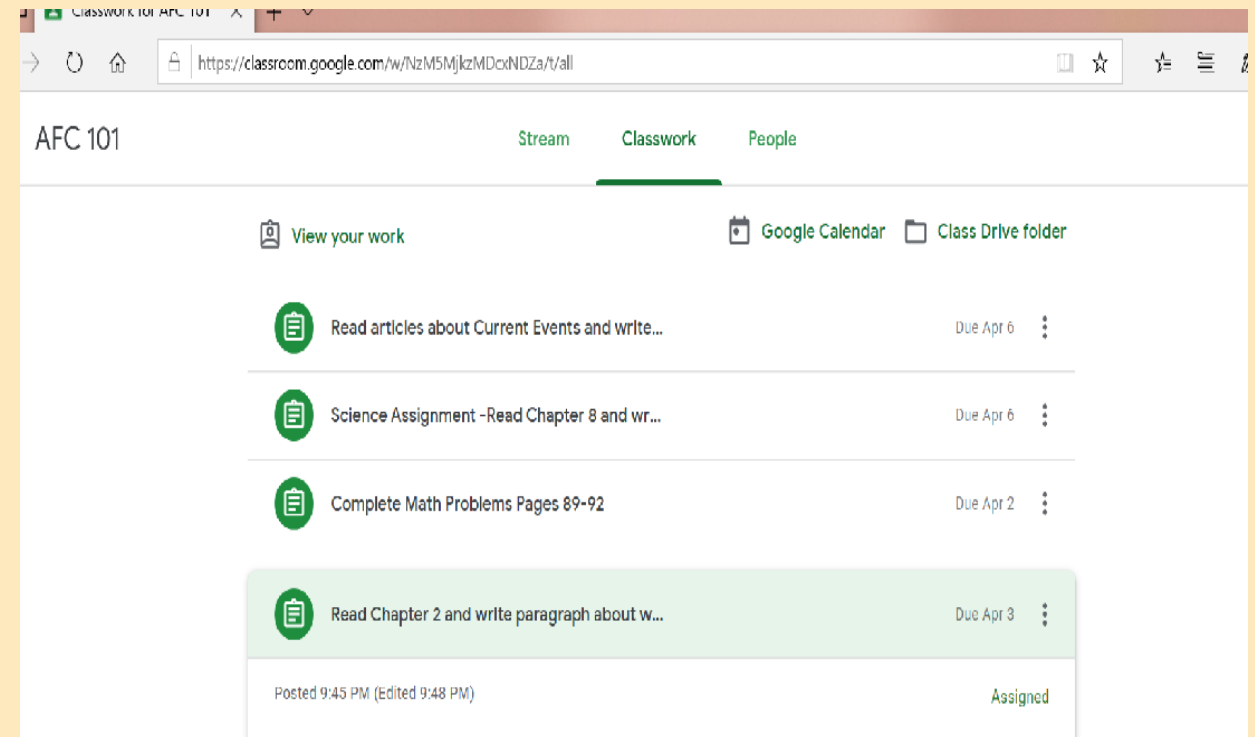 Classwork for AFC 101
https://classroom.google.com/w/NzM5MjkzMDcxNDZa/t/all
AFC 101 Stream Classwork People
View your work Google Calendar Class Drive folder
Read articles about Current Events and write... Due Apr 6
Science Assignment -Read Chapter 8 and wr... Due Apr 6
Complete Math Problems Pages 89-92 Due Apr 2
Read Chapter 2 and write paragraph about w... Due Apr 3
Posted 9:45 PM (Edited 9:48 PM) Assigned